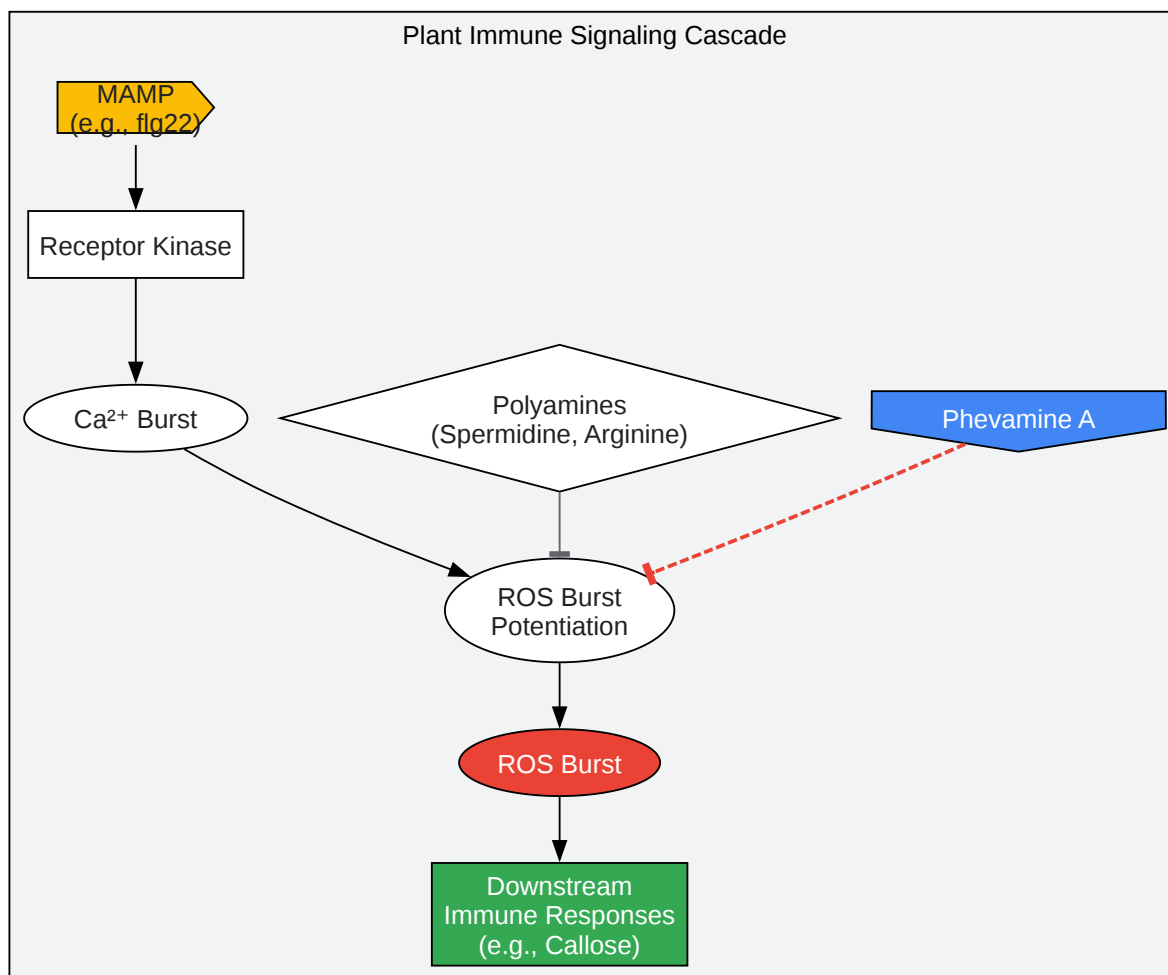 Plant Immune Signaling Cascade
MAMP
(e.g., flg22)
Receptor Kinase
Ca²⁺ Burst
Polyamines
(Spermidine, Arginine)
Phevamine A
ROS Burst
Potentiation
ROS Burst
Downstream
Immune Responses
(e.g., Callose)